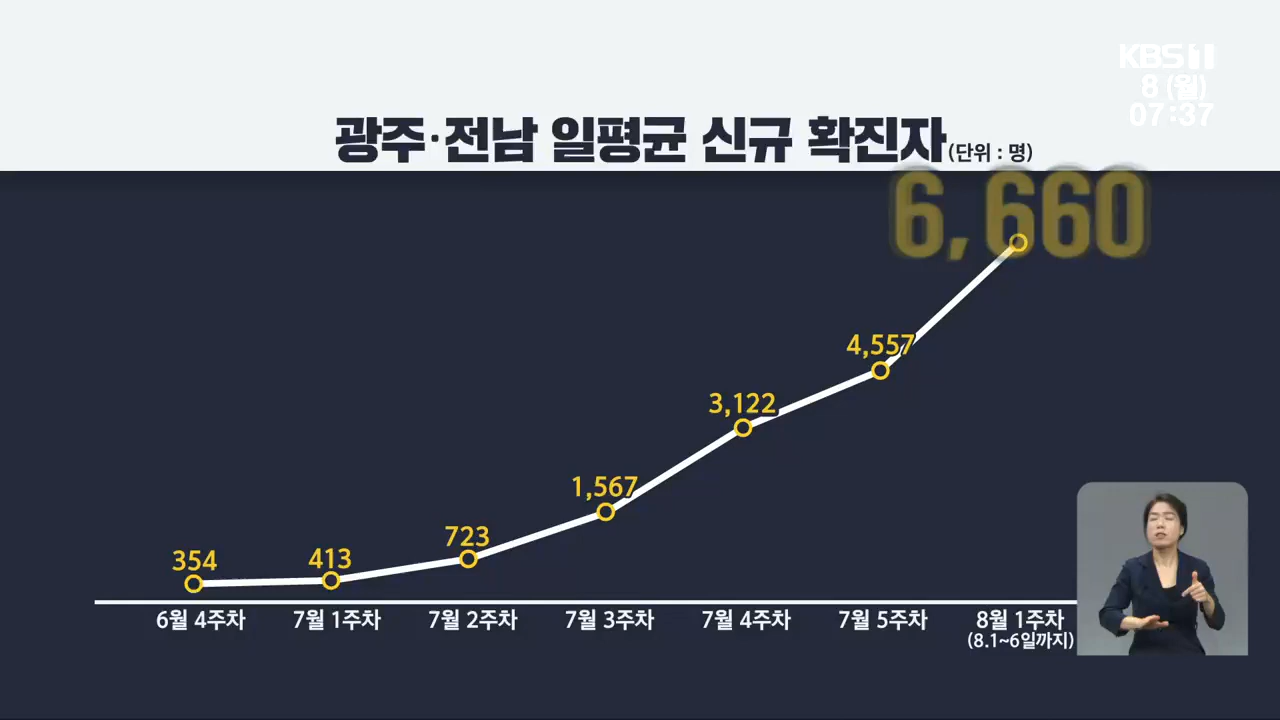 KBS 1
8 (월)
07:37
광주·전남 일평균 신규 확진자(단위 : 명)
6,660
4,557
3,122
1,567
723
413
354
6월 4주차 7월 1주차 7월 2주차 7월 3주차 7월 4주차 7월 5주차 8월 1주차
(8.1~6일까지)